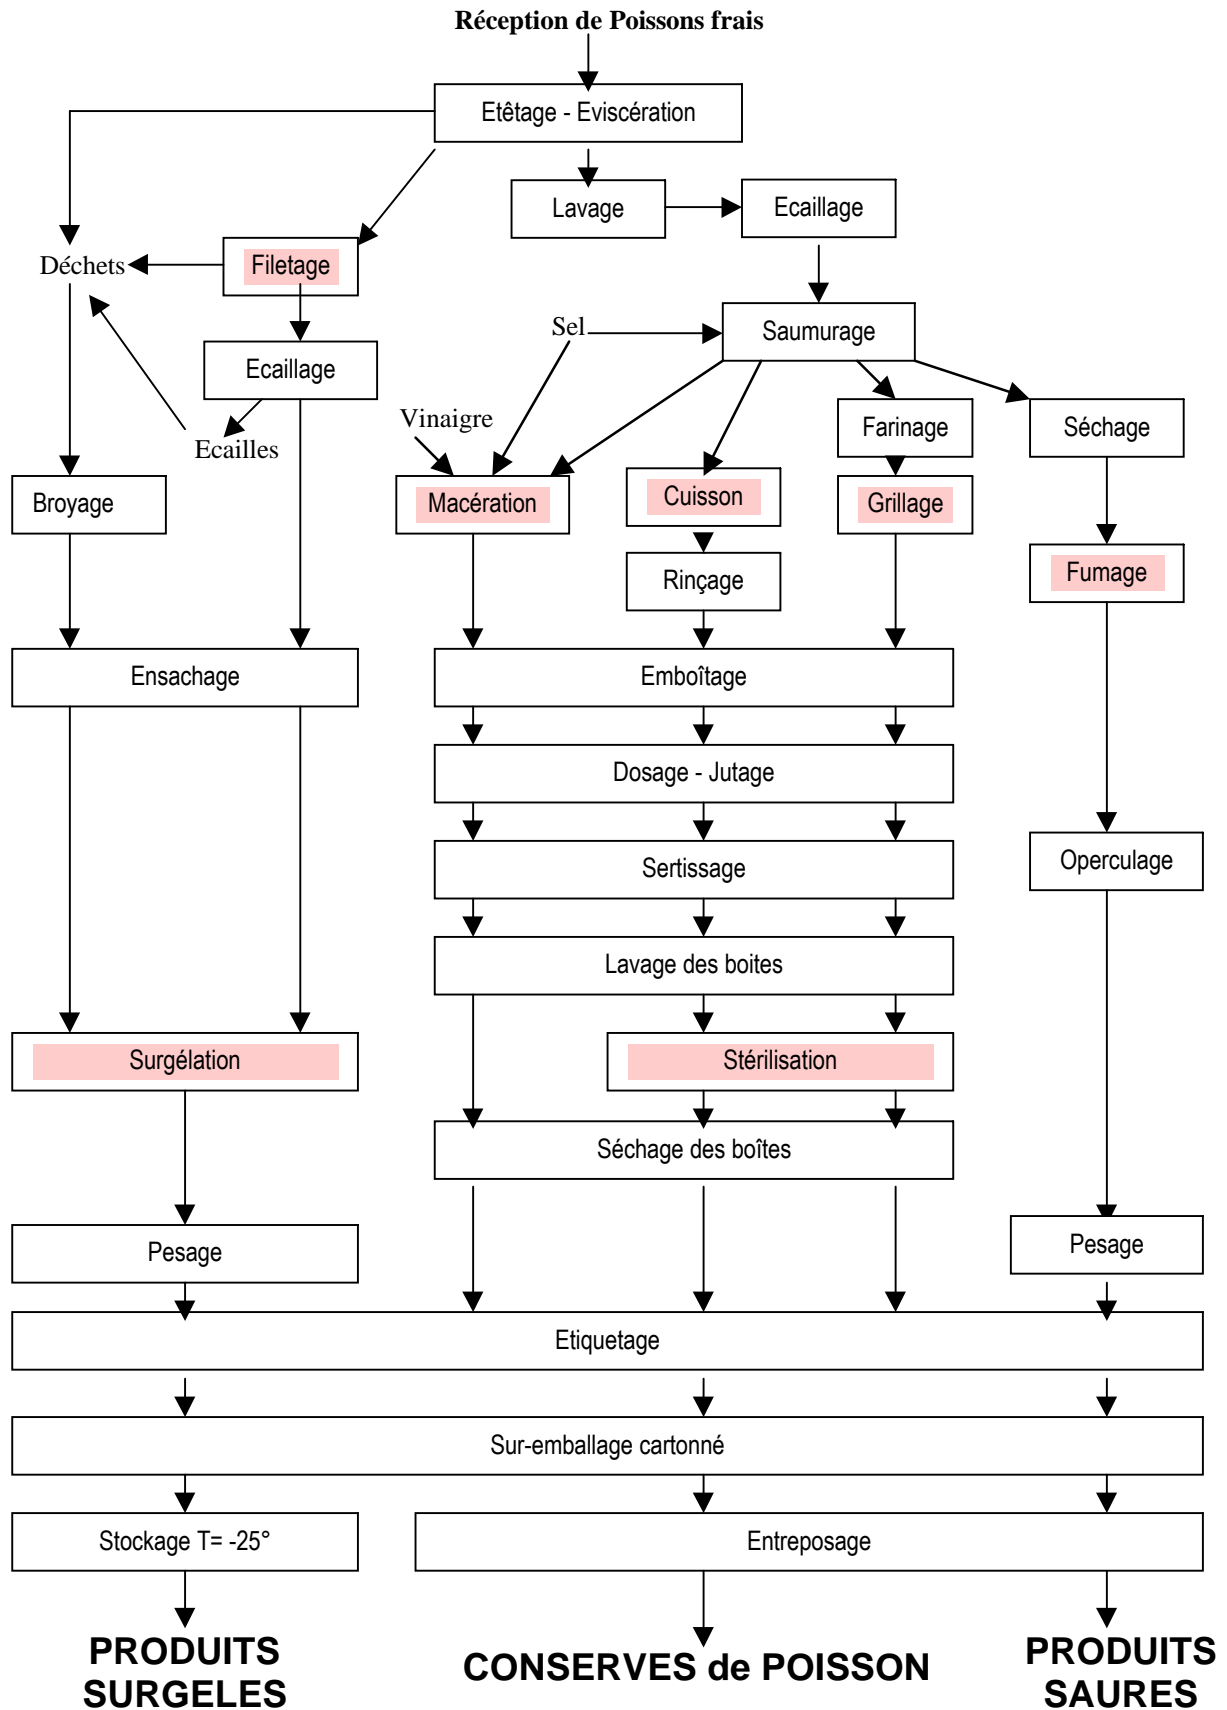 Réception de Poissons frais
Etêtage - Eviscération
Lavage
Ecaillage
Déchets
Filetage
Sel
Saumurage
Ecaillage
Vinaigre
Farinage
Séchage
Ecailles
Broyage
Macération
Cuisson
Grillage
Rinçage
Fumage
Ensachage
Emboîtage
Dosage - Jutage
Sertissage
Operculage
Lavage des boites
Surgélation
Stérilisation
Séchage des boîtes
Pesage
Pesage
Etiquetage
Sur-emballage cartonné
Stockage T= -25°
Entreposage
PRODUITS
SURGELES
CONSERVES de POISSON
PRODUITS
SAURES